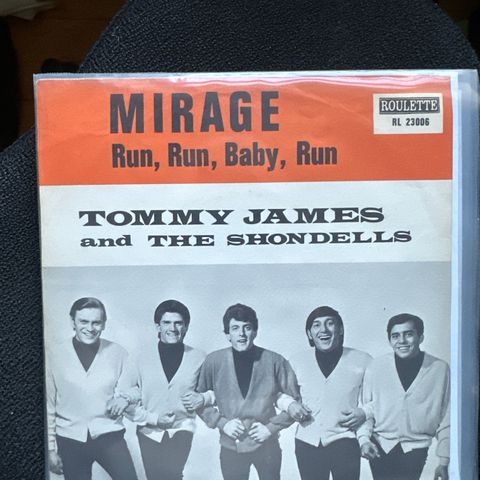 MIRAGE
Run, Run, Baby, Run
ROULETTE
RL 23006
TOMMY JAMES
and THE SHONDELLS